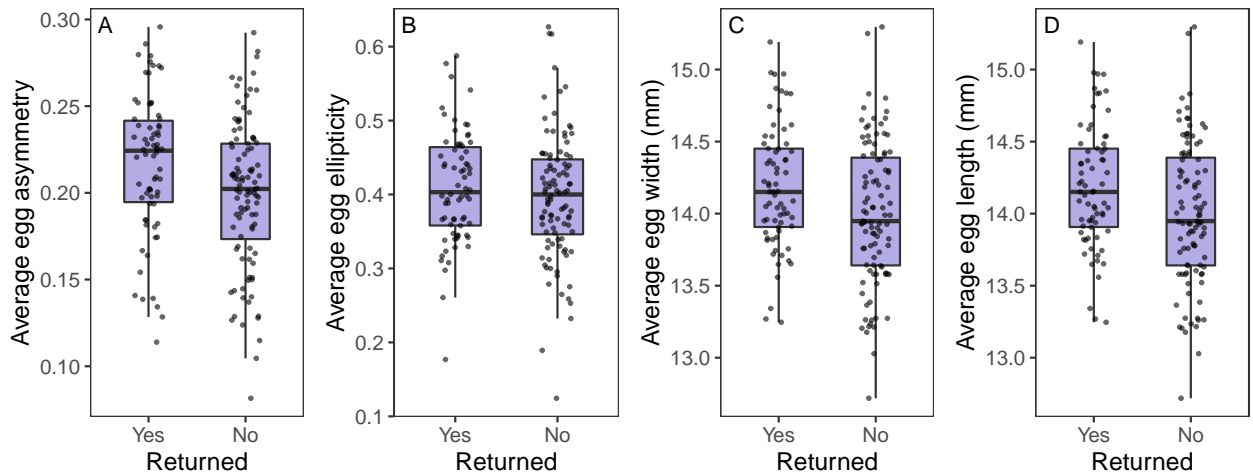 A
Average egg asymmetry
0.30
0.25
0.20
0.15
0.10
Yes
No
Returned
B
Average egg ellipticity
0.6
0.5
0.4
0.3
0.2
0.1
Yes
No
Returned
C
Average egg width (mm)
15.0
14.5
14.0
13.5
13.0
Yes
No
Returned
D
Average egg length (mm)
15.0
14.5
14.0
13.5
13.0
Yes
No
Returned